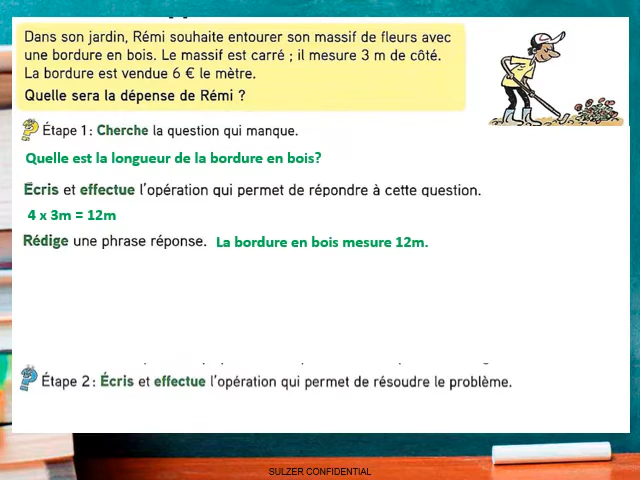 Dans son jardin, Rémi souhaite entourer son massif de fleurs avec
une bordure en bois. Le massif est carré ; il mesure 3 m de côté.
La bordure est vendue 6 € le mètre.
Quelle sera la dépense de Rémi ?
Étape 1 : Cherche la question qui manque.
Quelle est la longueur de la bordure en bois?
Écris et effectue l'opération qui permet de répondre à cette question.
4 x 3m = 12m
Rédige une phrase réponse. La bordure en bois mesure 12m.
Étape 2 : Écris et effectue l'opération qui permet de résoudre le problème.
SULZER CONFIDENTIAL